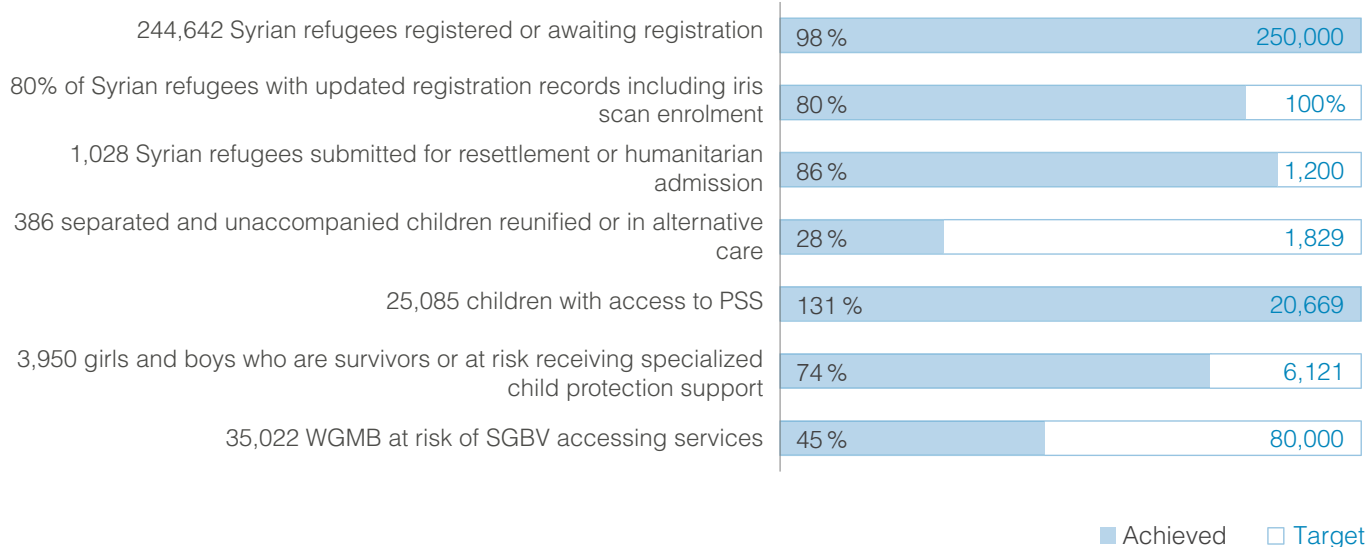 244,642 Syrian refugees registered or awaiting registration 98 % 250,000
80% of Syrian refugees with updated registration records including iris
scan enrolment 80 % 100%
1,028 Syrian refugees submitted for resettlement or humanitarian
admission 86 % 1,200
386 separated and unaccompanied children reunified or in alternative
care 28 % 1,829
25,085 children with access to PSS 131 % 20,669
3,950 girls and boys who are survivors or at risk receiving specialized
child protection support 74 % 6,121
35,022 WGMB at risk of SGBV accessing services 45 % 80,000
Achieved Target